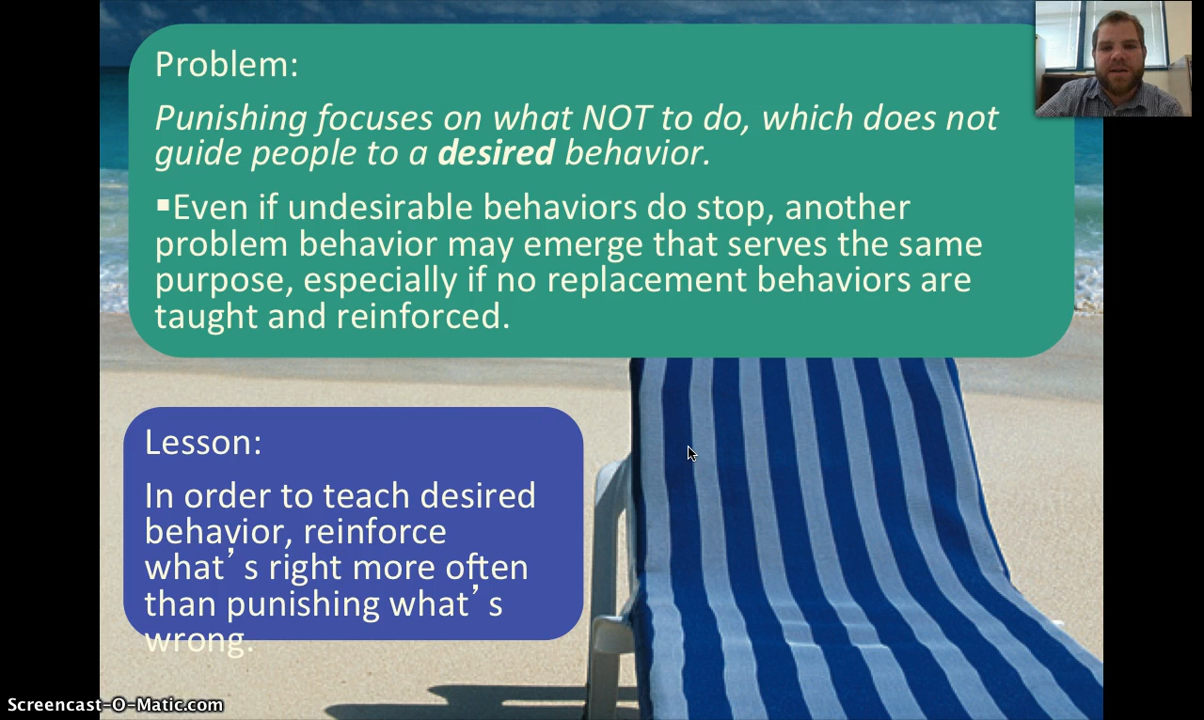 Problem:
Punishing focuses on what NOT to do, which does not
guide people to a desired behavior.
▪Even if undesirable behaviors do stop, another
problem behavior may emerge that serves the same
purpose, especially if no replacement behaviors are
taught and reinforced.
Lesson:
In order to teach desired
behavior, reinforce
what’s right more often
than punishing what’s
wrong.
Screencast-O-Matic.com